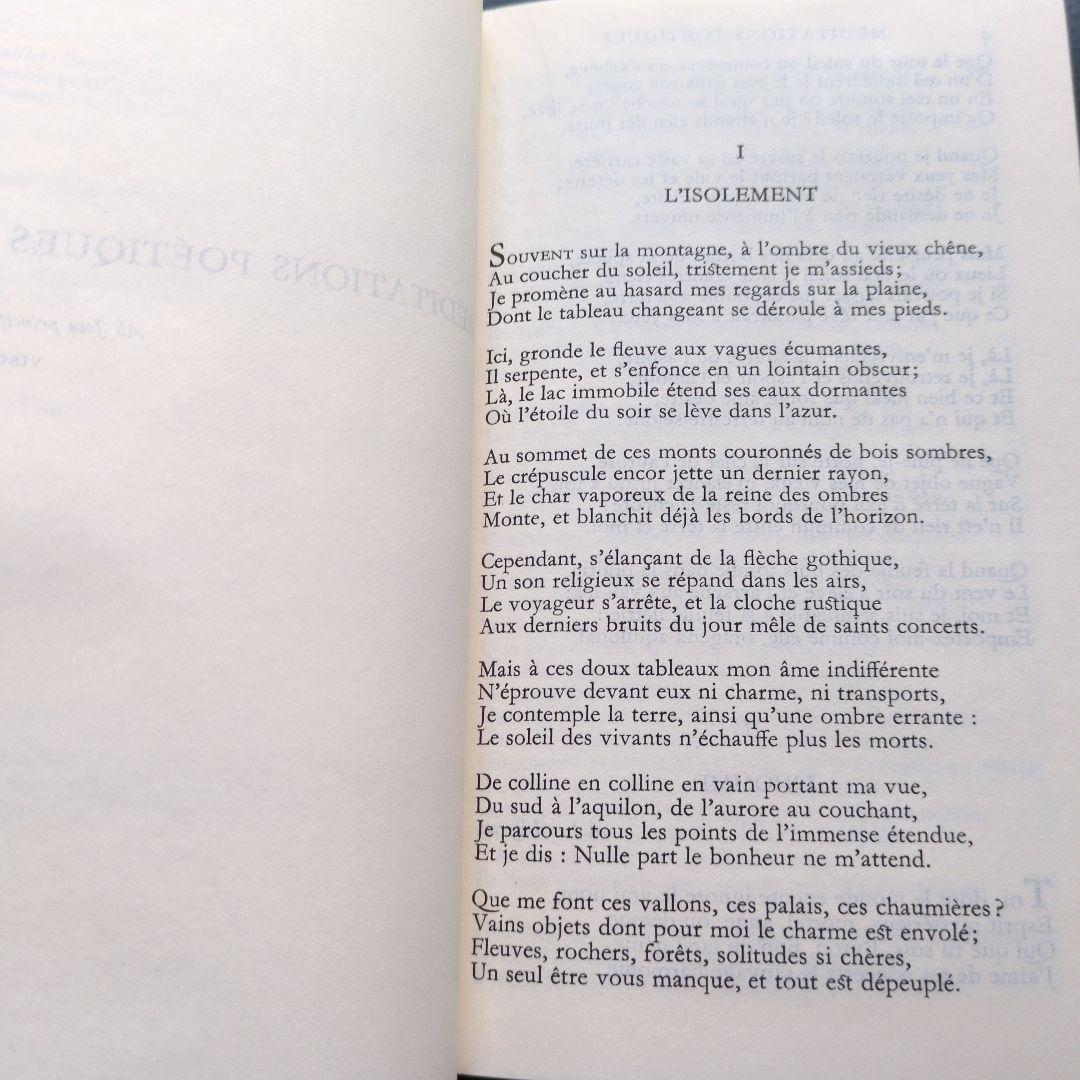 I
L'ISOLEMENT
SOUVENT sur la montagne, à l'ombre du vieux chêne,
Au coucher du soleil, tristement je m'assieds;
Je promène au hasard mes regards sur la plaine,
Dont le tableau changeant se déroule à mes pieds.
Ici, gronde le fleuve aux vagues écumantes,
Il serpente, et s'enfonce en un lointain obscur;
Là, le lac immobile étend ses eaux dormantes
Où l'étoile du soir se lève dans l'azur.
Au sommet de ces monts couronnés de bois sombres,
Le crépuscule encor jette un dernier rayon,
Et le char vaporeux de la reine des ombres
Monte, et blanchit déjà les bords de l'horizon.
Cependant, s'élançant de la flèche gothique,
Un son religieux se répand dans les airs,
Le voyageur s'arrête, et la cloche rustique
Aux derniers bruits du jour mêle de saints concerts.
Mais à ces doux tableaux mon âme indifférente
N'éprouve devant eux ni charme, ni transports,
Je contemple la terre, ainsi qu'une ombre errante :
Le soleil des vivants n'échauffe plus les morts.
De colline en colline en vain portant ma vue,
Du sud à l'aquilon, de l'aurore au couchant,
Je parcours tous les points de l'immense étendue,
Et je dis : Nulle part le bonheur ne m'attend.
Que me font ces vallons, ces palais, ces chaumières ?
Vains objets dont pour moi le charme est envolé;
Fleuves, rochers, forêts, solitudes si chères,
Un seul être vous manque, et tout est dépeuplé.